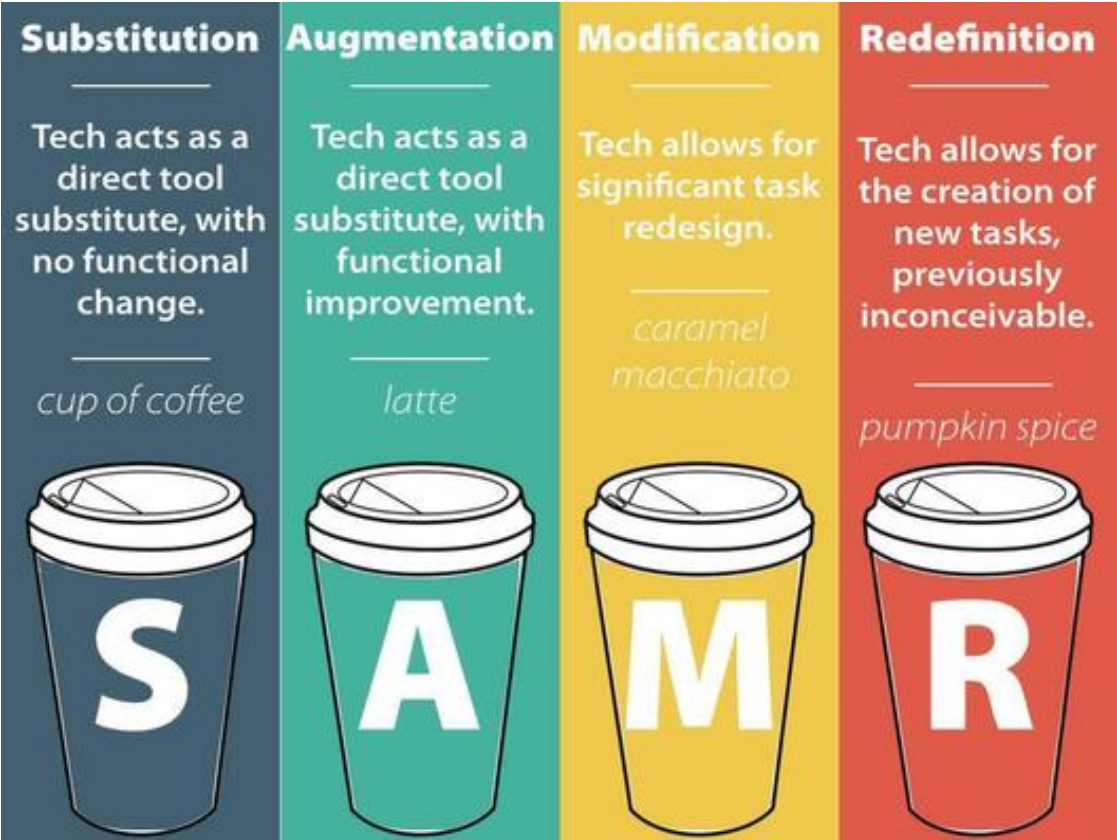 Substitution
Tech acts as a
direct tool
substitute, with
no functional
change.
cup of coffee
S
Augmentation
Tech acts as a
direct tool
substitute, with
functional
improvement.
latte
A
Modification
Tech allows for
significant task
redesign.
caramel
macchiato
M
Redefinition
Tech allows for
the creation of
new tasks,
previously
inconceivable.
pumpkin spice
R